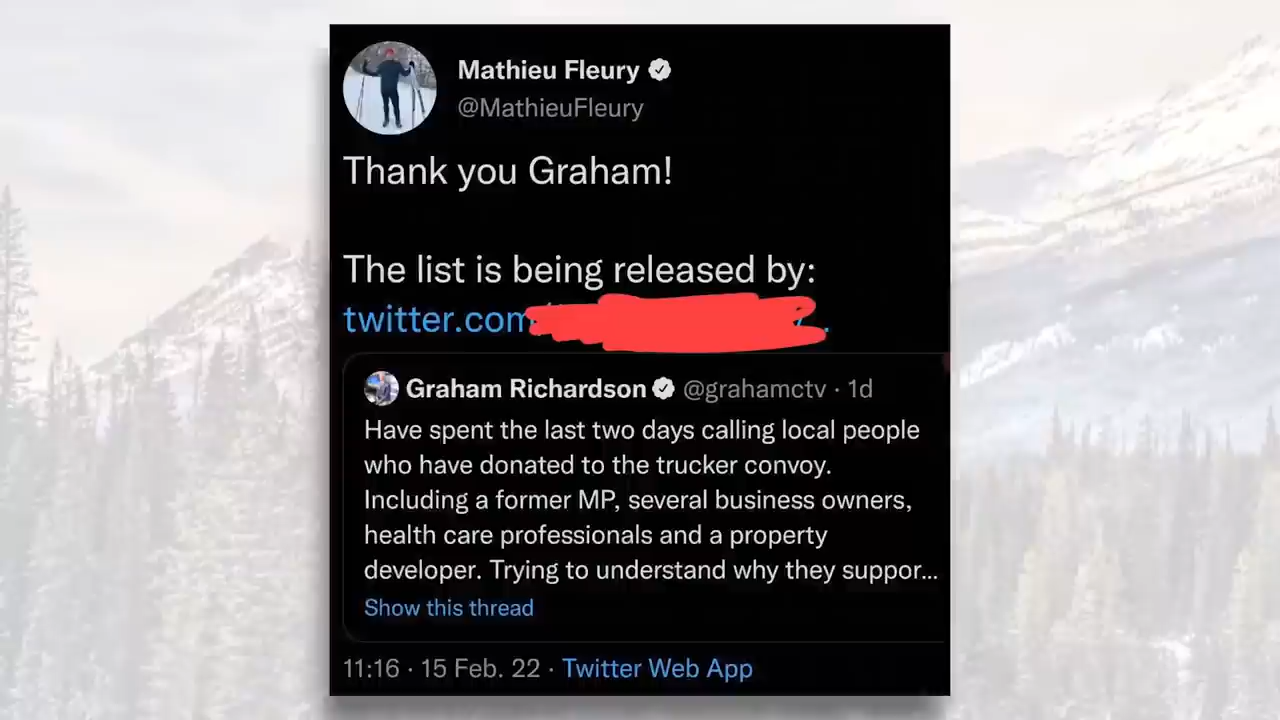 Mathieu Fleury
@MathieuFleury
Thank you Graham!
The list is being released by:
twitter.com
Graham Richardson @grahamctv · 1d
Have spent the last two days calling local people
who have donated to the trucker convoy.
Including a former MP, several business owners,
health care professionals and a property
developer. Trying to understand why they suppor...
Show this thread
11:16 · 15 Feb. 22 · Twitter Web App